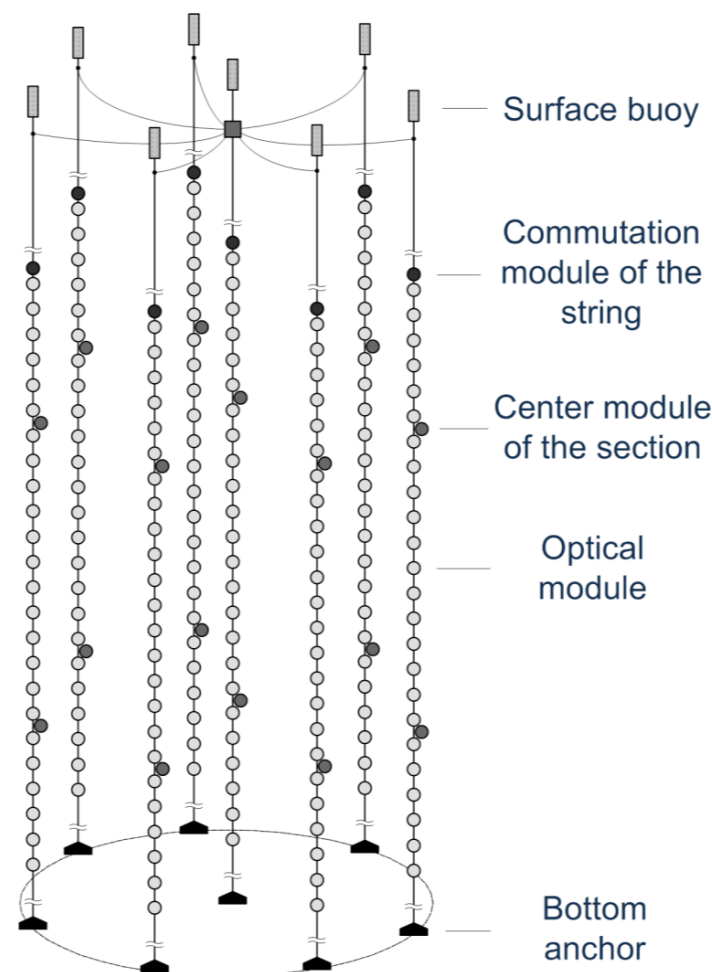 Surface buoy
Commutation
module of the
string
Center module
of the section
Optical
module
Bottom
anchor